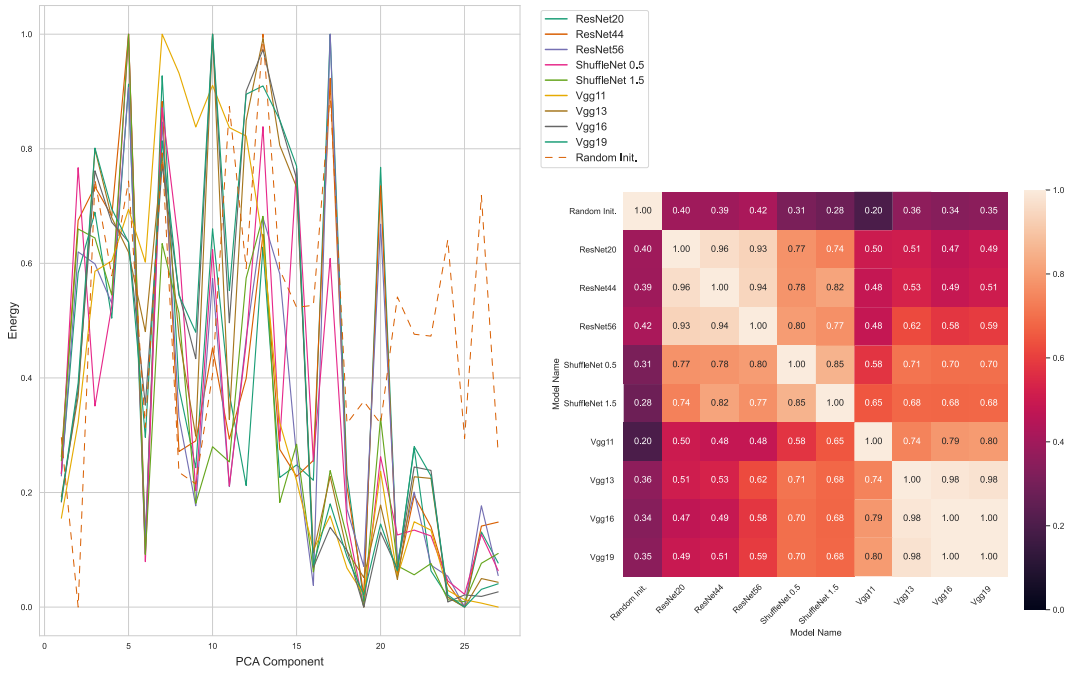 1.0
0.8
0.6
0.4
0.2
0.0
Energy
0
5
10
15
20
25
PCA Component
ResNet20
ResNet44
ResNet56
ShuffleNet 0.5
ShuffleNet 1.5
Vgg11
Vgg13
Vgg16
Vgg19
Random Init.
Model Name
Random Init. 1.00 0.40 0.39 0.42 0.31 0.28 0.20 0.36 0.34 0.35
ResNet20 0.40 1.00 0.96 0.93 0.77 0.74 0.50 0.51 0.47 0.49
ResNet44 0.39 0.96 1.00 0.94 0.78 0.82 0.48 0.53 0.49 0.51
ResNet56 0.42 0.93 0.94 1.00 0.80 0.77 0.48 0.62 0.58 0.59
ShuffleNet 0.5 0.31 0.77 0.78 0.80 1.00 0.85 0.58 0.71 0.70 0.70
ShuffleNet 1.5 0.28 0.74 0.82 0.77 0.85 1.00 0.65 0.68 0.68 0.68
Vgg11 0.20 0.50 0.48 0.48 0.58 0.65 1.00 0.74 0.79 0.80
Vgg13 0.36 0.51 0.53 0.62 0.71 0.68 0.74 1.00 0.98 0.98
Vgg16 0.34 0.47 0.49 0.58 0.70 0.68 0.79 0.98 1.00 1.00
Vgg19 0.35 0.49 0.51 0.59 0.70 0.68 0.80 0.98 1.00 1.00
Random Init. ResNet20 ResNet44 ResNet56 ShuffleNet 0.5 ShuffleNet 1.5 Vgg11 Vgg13 Vgg16 Vgg19
Model Name
1.0
0.8
0.6
0.4
0.2
0.0